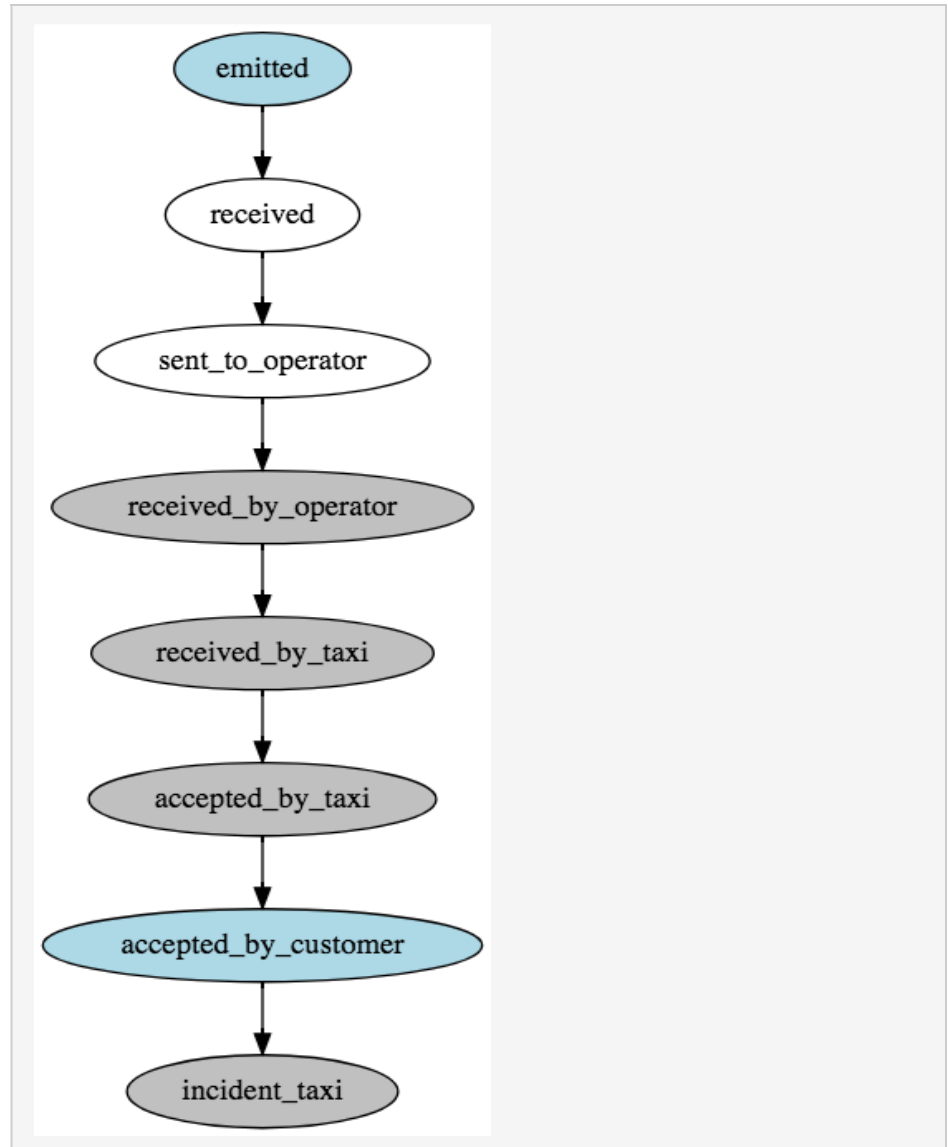 emitted
received
sent_to_operator
received_by_operator
received_by_taxi
accepted_by_taxi
accepted_by_customer
incident_taxi